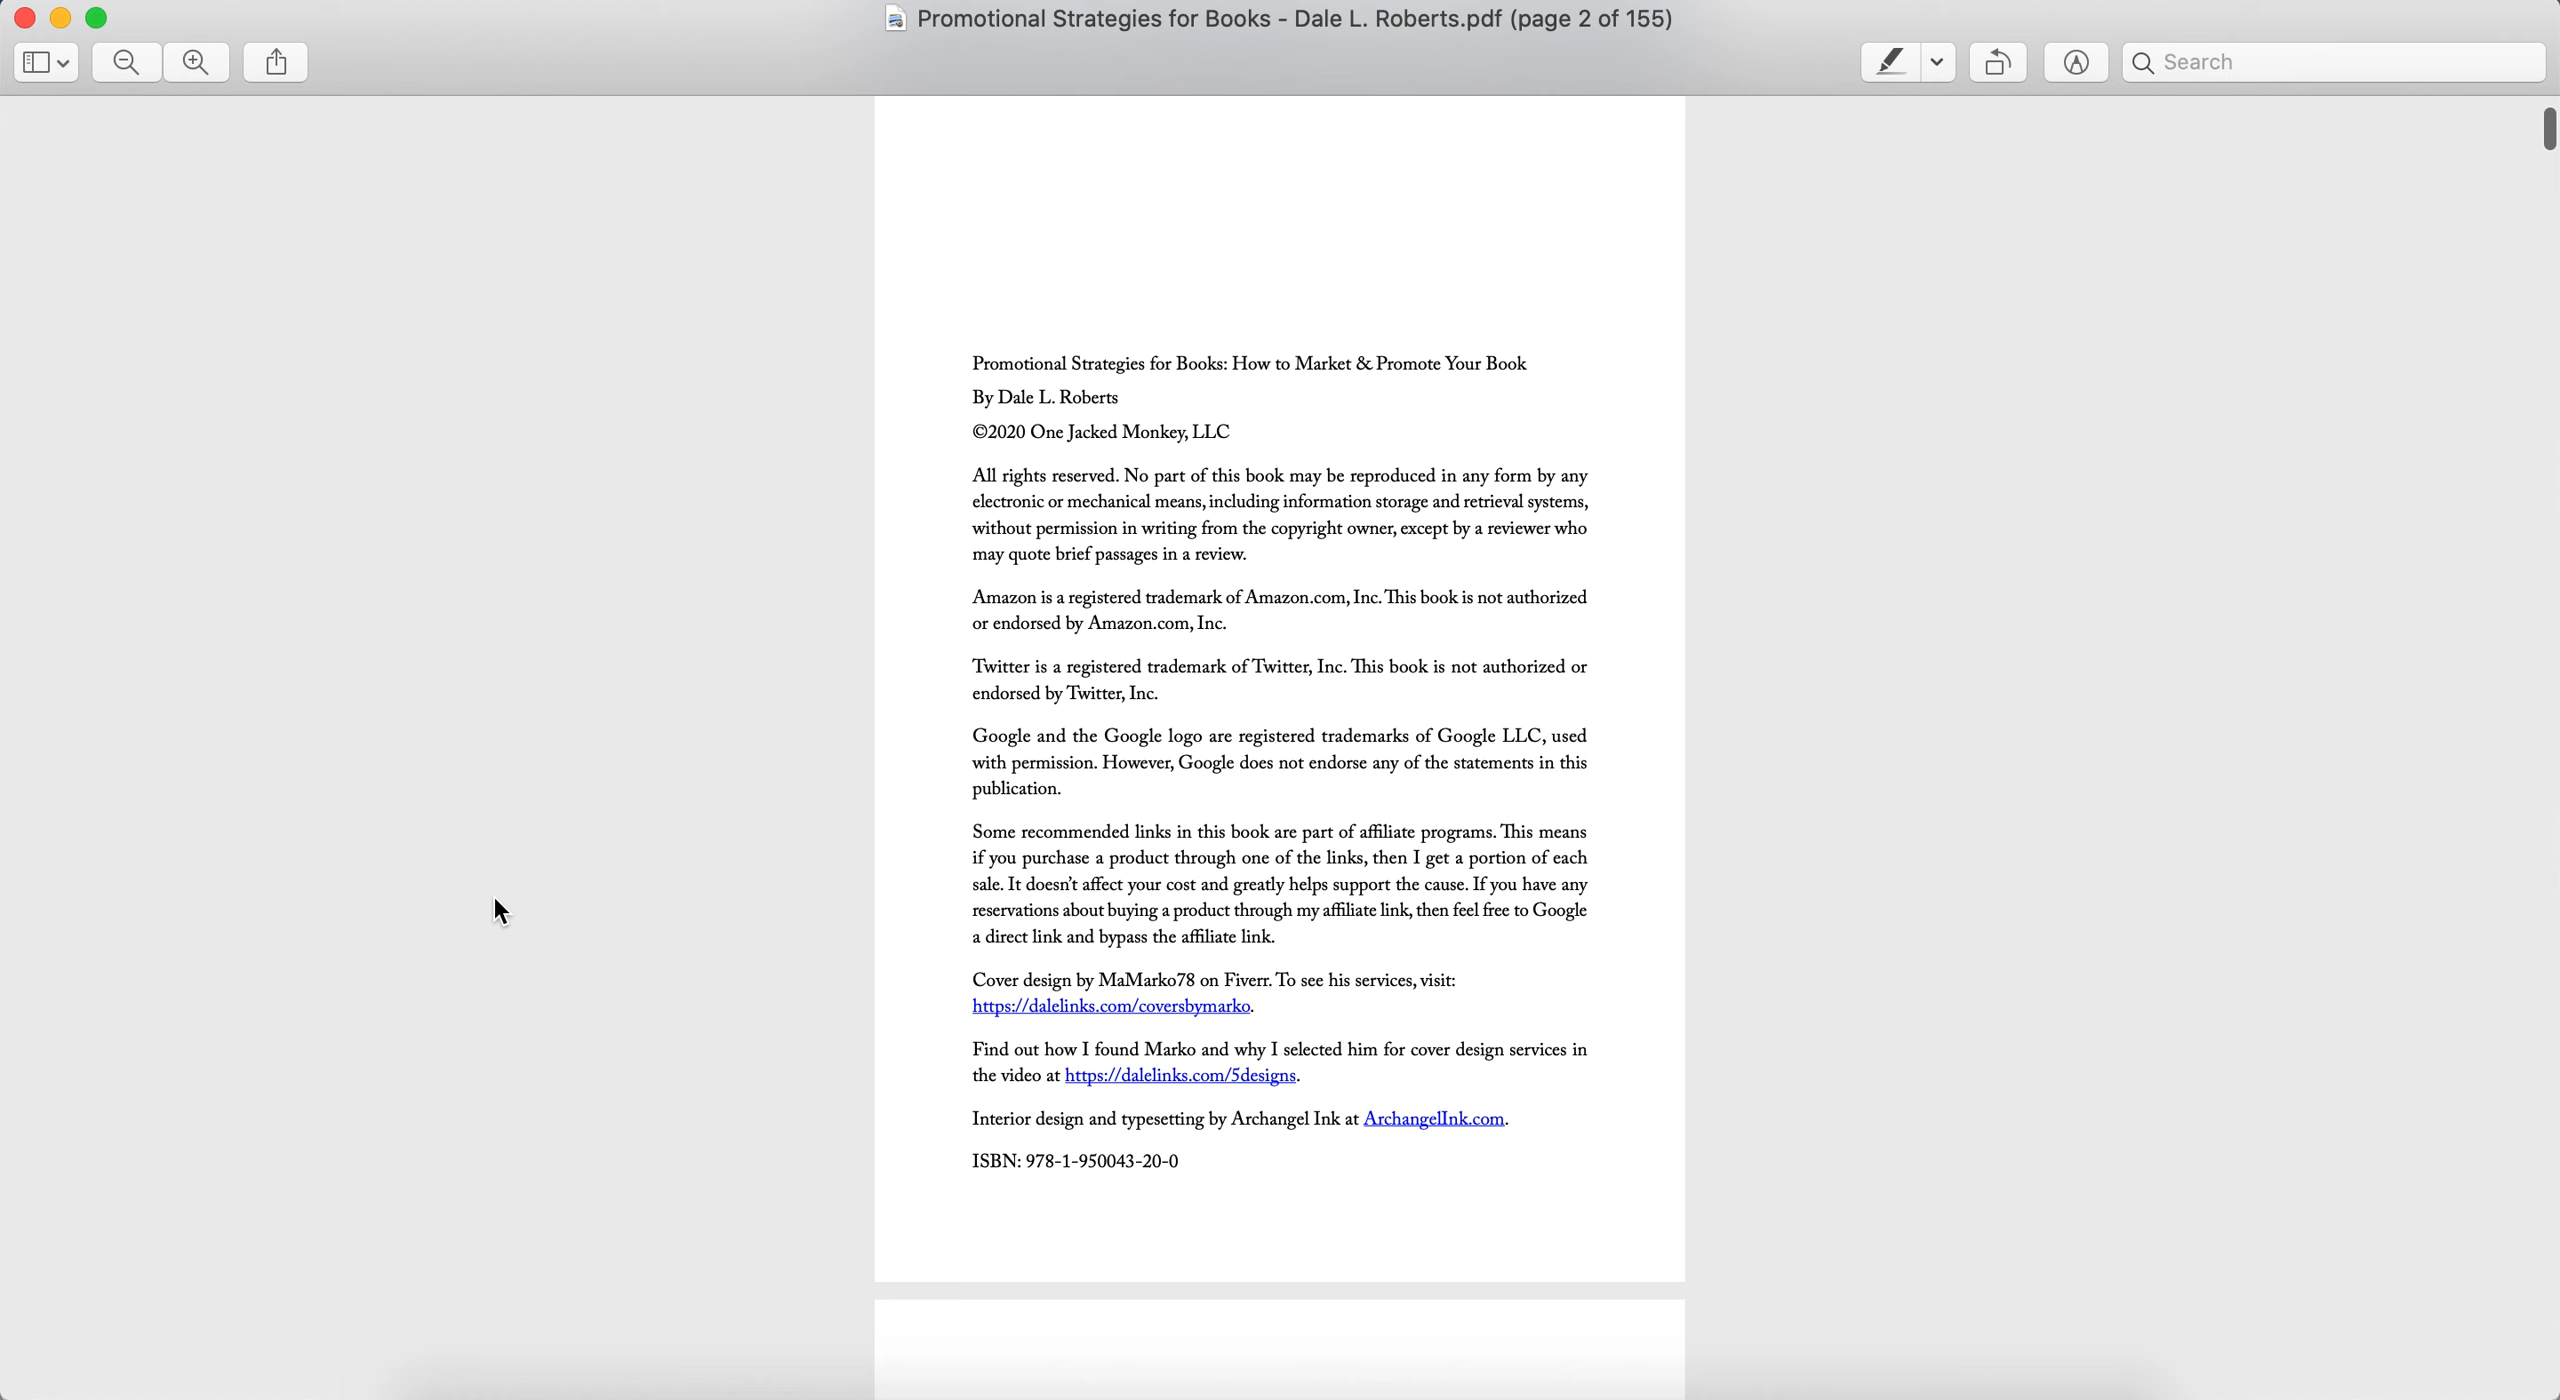 Promotional Strategies for Books - Dale L. Roberts.pdf (page 2 of 155)
Search
Promotional Strategies for Books: How to Market & Promote Your Book
By Dale L. Roberts
©2020 One Jacked Monkey, LLC
All rights reserved. No part of this book may be reproduced in any form by any
electronic or mechanical means, including information storage and retrieval systems,
without permission in writing from the copyright owner, except by a reviewer who
may quote brief passages in a review.
Amazon is a registered trademark of Amazon.com, Inc. This book is not authorized
or endorsed by Amazon.com, Inc.
Twitter is a registered trademark of Twitter, Inc. This book is not authorized or
endorsed by Twitter, Inc.
Google and the Google logo are registered trademarks of Google LLC, used
with permission. However, Google does not endorse any of the statements in this
publication.
Some recommended links in this book are part of affiliate programs. This means
if you purchase a product through one of the links, then I get a portion of each
sale. It doesn’t affect your cost and greatly helps support the cause. If you have any
reservations about buying a product through my affiliate link, then feel free to Google
a direct link and bypass the affiliate link.
Cover design by MaMarko78 on Fiverr. To see his services, visit:
https://dalelinks.com/coversbymarko.
Find out how I found Marko and why I selected him for cover design services in
the video at https://dalelinks.com/5designs.
Interior design and typesetting by Archangel Ink at ArchangelInk.com.
ISBN: 978-1-950043-20-0